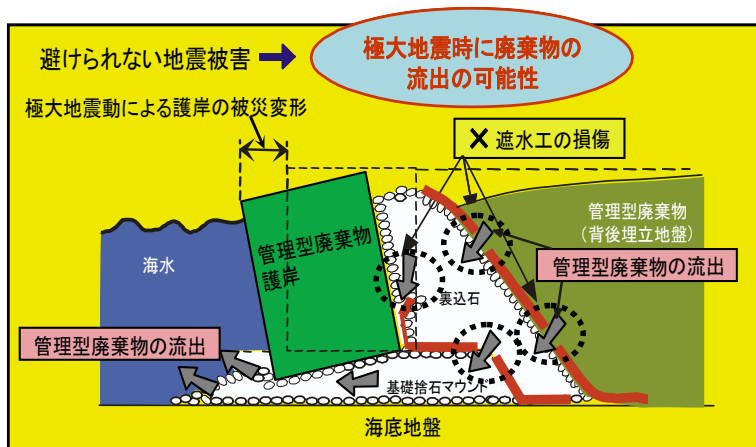 避けられない地震被害
極大地震時に廃棄物の
流出の可能性
極大地震動による護岸の被災変形
× 遮水工の損傷
管理型廃棄物
(背後埋立地盤)
管理型廃棄物
護岸
海水
管理型廃棄物の流出
裏込石
管理型廃棄物の流出
基礎捨石マウンド
海底地盤